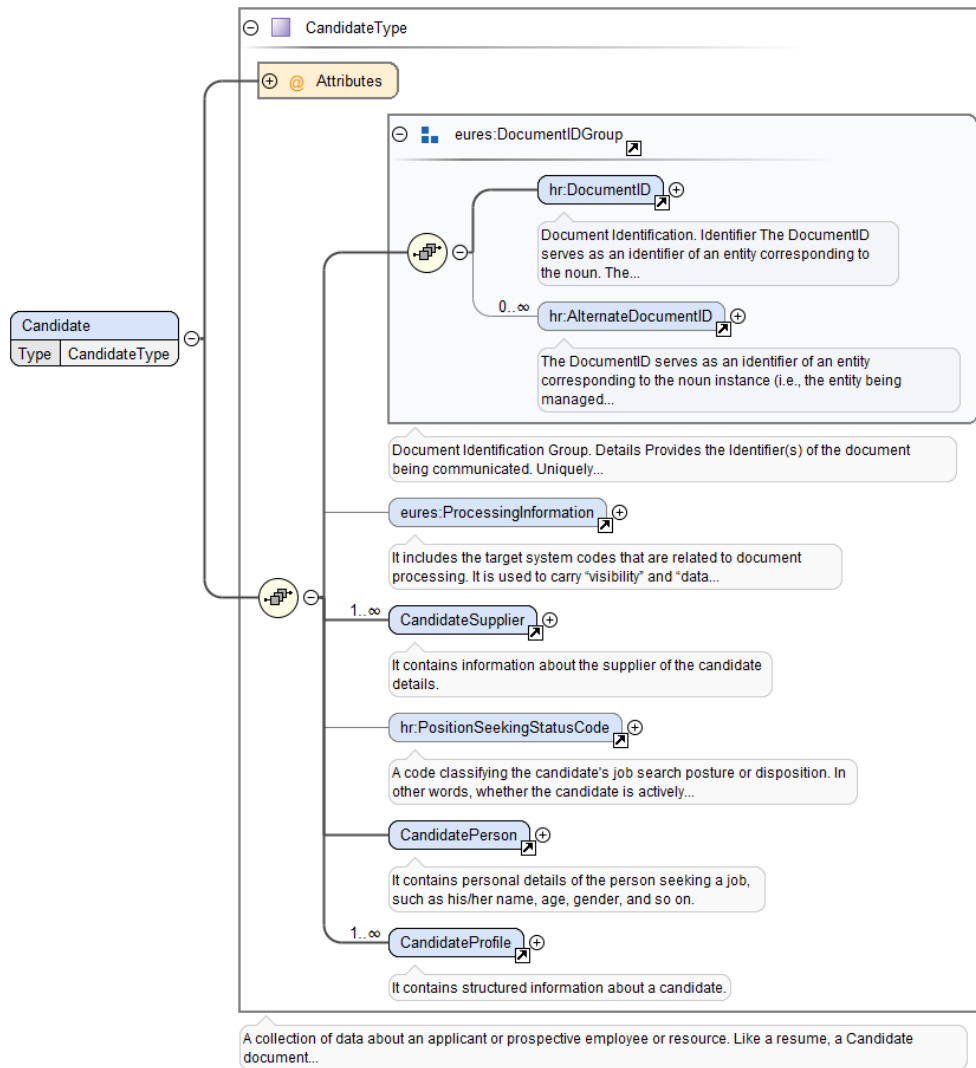 CandidateType
@ Attributes
eures:DocumentIDGroup
hr:DocumentID
Document Identification. Identifier The DocumentID
serves as an identifier of an entity corresponding to
the noun. The...
0..∞
hr:AlternateDocumentID
The DocumentID serves as an identifier of an entity
corresponding to the noun instance (i.e., the entity being
managed...
Candidate
Type CandidateType
Document Identification Group. Details Provides the Identifier(s) of the document
being communicated. Uniquely...
eures:ProcessingInformation
It includes the target system codes that are related to document
processing. It is used to carry “visibility” and “data...
1..∞
CandidateSupplier
It contains information about the supplier of the candidate
details.
hr:PositionSeekingStatusCode
A code classifying the candidate's job search posture or disposition. In
other words, whether the candidate is actively...
CandidatePerson
It contains personal details of the person seeking a job,
such as his/her name, age, gender, and so on.
1..∞
CandidateProfile
It contains structured information about a candidate.
A collection of data about an applicant or prospective employee or resource. Like a resume, a Candidate
document...